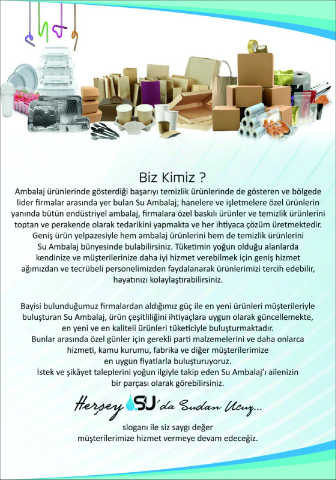 Biz Kimiz ?
Ambalaj ürünlerinde gösterdiği başarıyı temizlik ürünlerinde de gösteren ve bölgede
lider firmalar arasında yer bulan Su Ambalaj; hanelere ve işletmelere özel ürünlerin
yanında bütün endüstriyel ambalaj, firmalara özel baskılı ürünler ve temizlik ürünlerini
toptan ve perakende olarak tedarikini yapmakta ve her ihtiyaca çözüm üretmektedir.
Geniş ürün yelpazesiyle hem ambalaj ürünlerini hem de temizlik ürünlerini
Su Ambalaj bünyesinde bulabilirsiniz. Tüketimin yoğun olduğu alanlarda
kendinize ve müşterilerinize daha iyi hizmet verebilmek için geniş hizmet
ağımızdan ve tecrübeli personelimizden faydalanarak ürünlerimizi tercih edebilir,
hayatınızı kolaylaştırabilirsiniz.
Bayisi bulunduğumuz firmalardan aldığımız güç ile en yeni ürünleri müşterileriyle
buluşturan Su Ambalaj, ürün çeşitliliğini ihtiyaçlara uygun olarak güncellemekte,
en yeni ve en kaliteli ürünleri tüketiciyle buluşturmaktadır.
Bunlar arasında özel günler için gerekli parti malzemelerini ve daha onlarca
hizmeti, kamu kurumu, fabrika ve diğer müşterilerimize
en uygun fiyatlarla buluşturuyoruz.
İstek ve şikâyet taleplerini yoğun ilgiyle takip eden Su Ambalaj'ı ailenizin
bir parçası olarak görebilirsiniz.
Herşey SU'da Sudan Ucuz...
sloganı ile siz saygı değer
müşterilerimize hizmet vermeye devam edeceğiz.